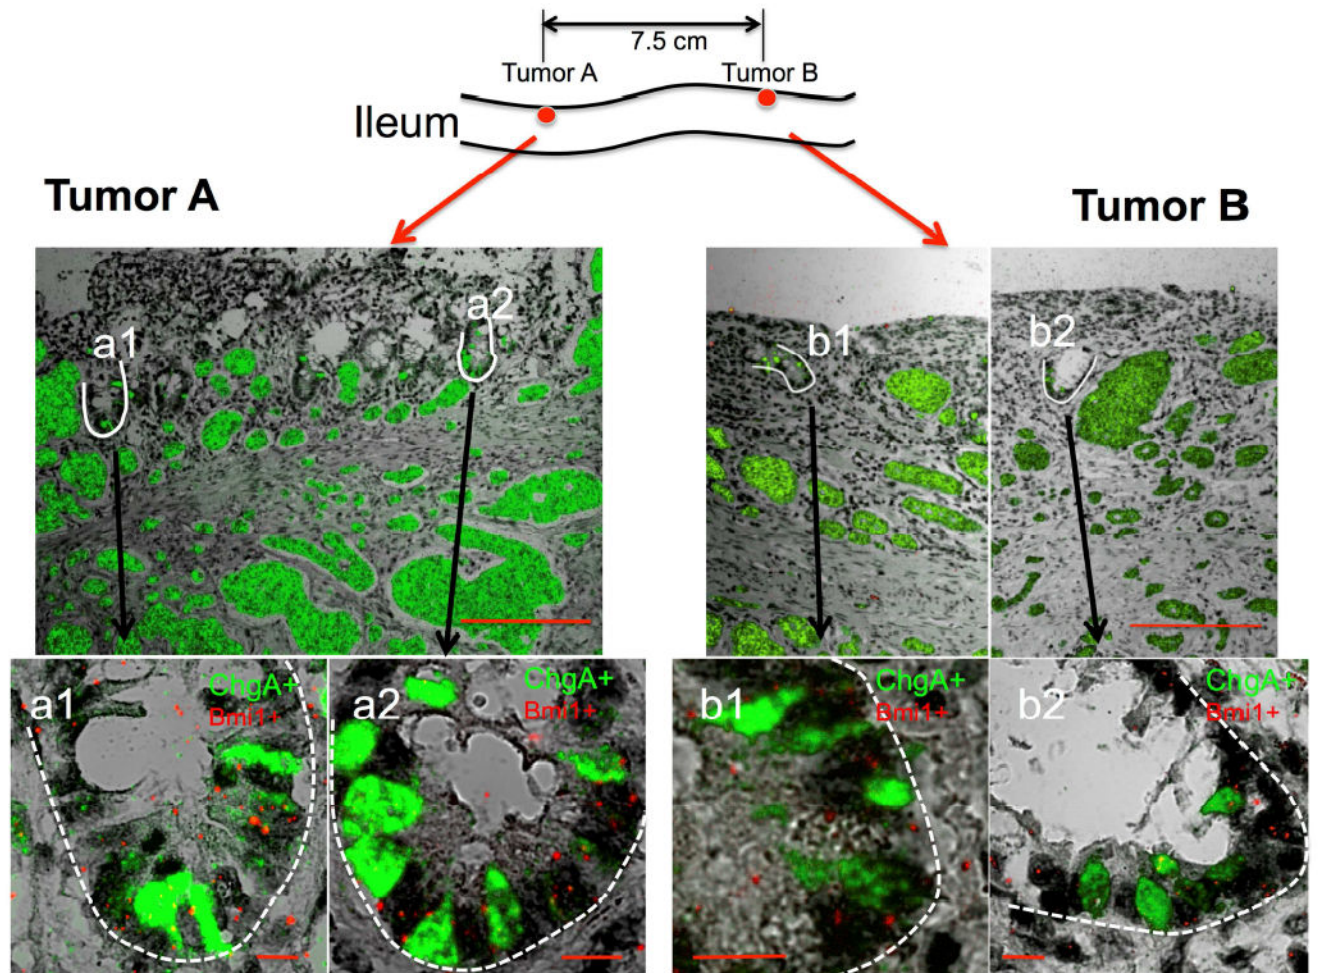 7.5 cm
Tumor A
Tumor B
Ileum
Tumor A
Tumor B
a1
a2
b1
b2
a1
ChgA+
Bmi1+
a2
ChgA+
Bmi1+
b1
ChgA+
Bmi1+
b2
ChgA+
Bmi1+